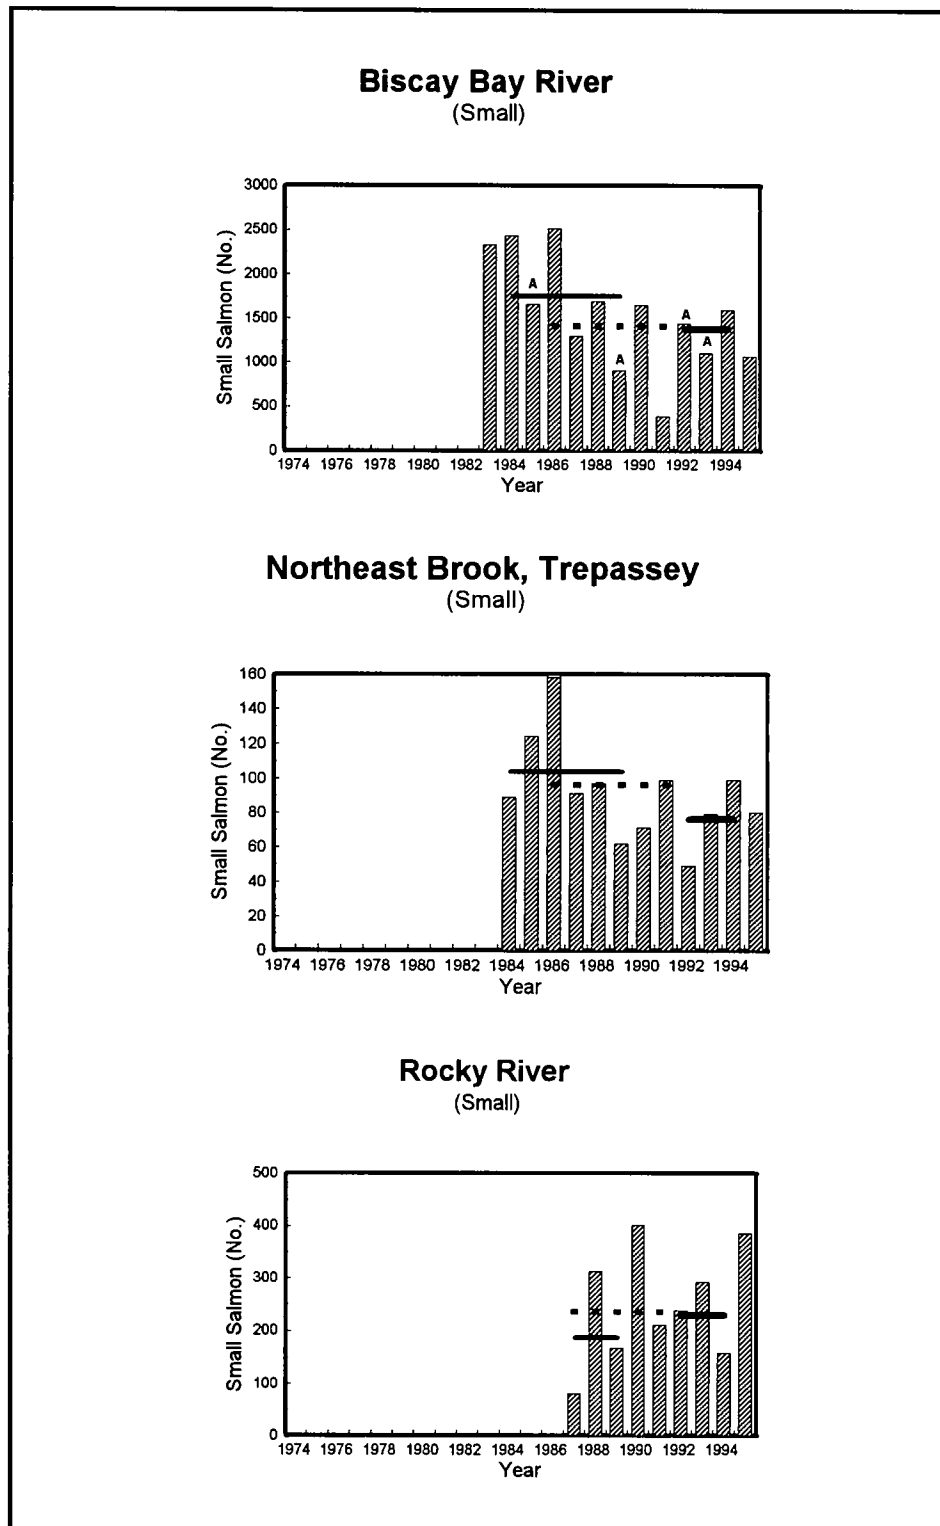 Biscay Bay River
(Small)
Small Salmon (No.)
3000
2500
2000
1500
1000
500
0
A
A
A
A
1974 1976 1978 1980 1982 1984 1986 1988 1990 1992 1994
Year
Northeast Brook, Trepassey
(Small)
Small Salmon (No.)
160
140
120
100
80
60
40
20
0
1974 1976 1978 1980 1982 1984 1986 1988 1990 1992 1994
Year
Rocky River
(Small)
Small Salmon (No.)
500
400
300
200
100
0
1974 1976 1978 1980 1982 1984 1986 1988 1990 1992 1994
Year